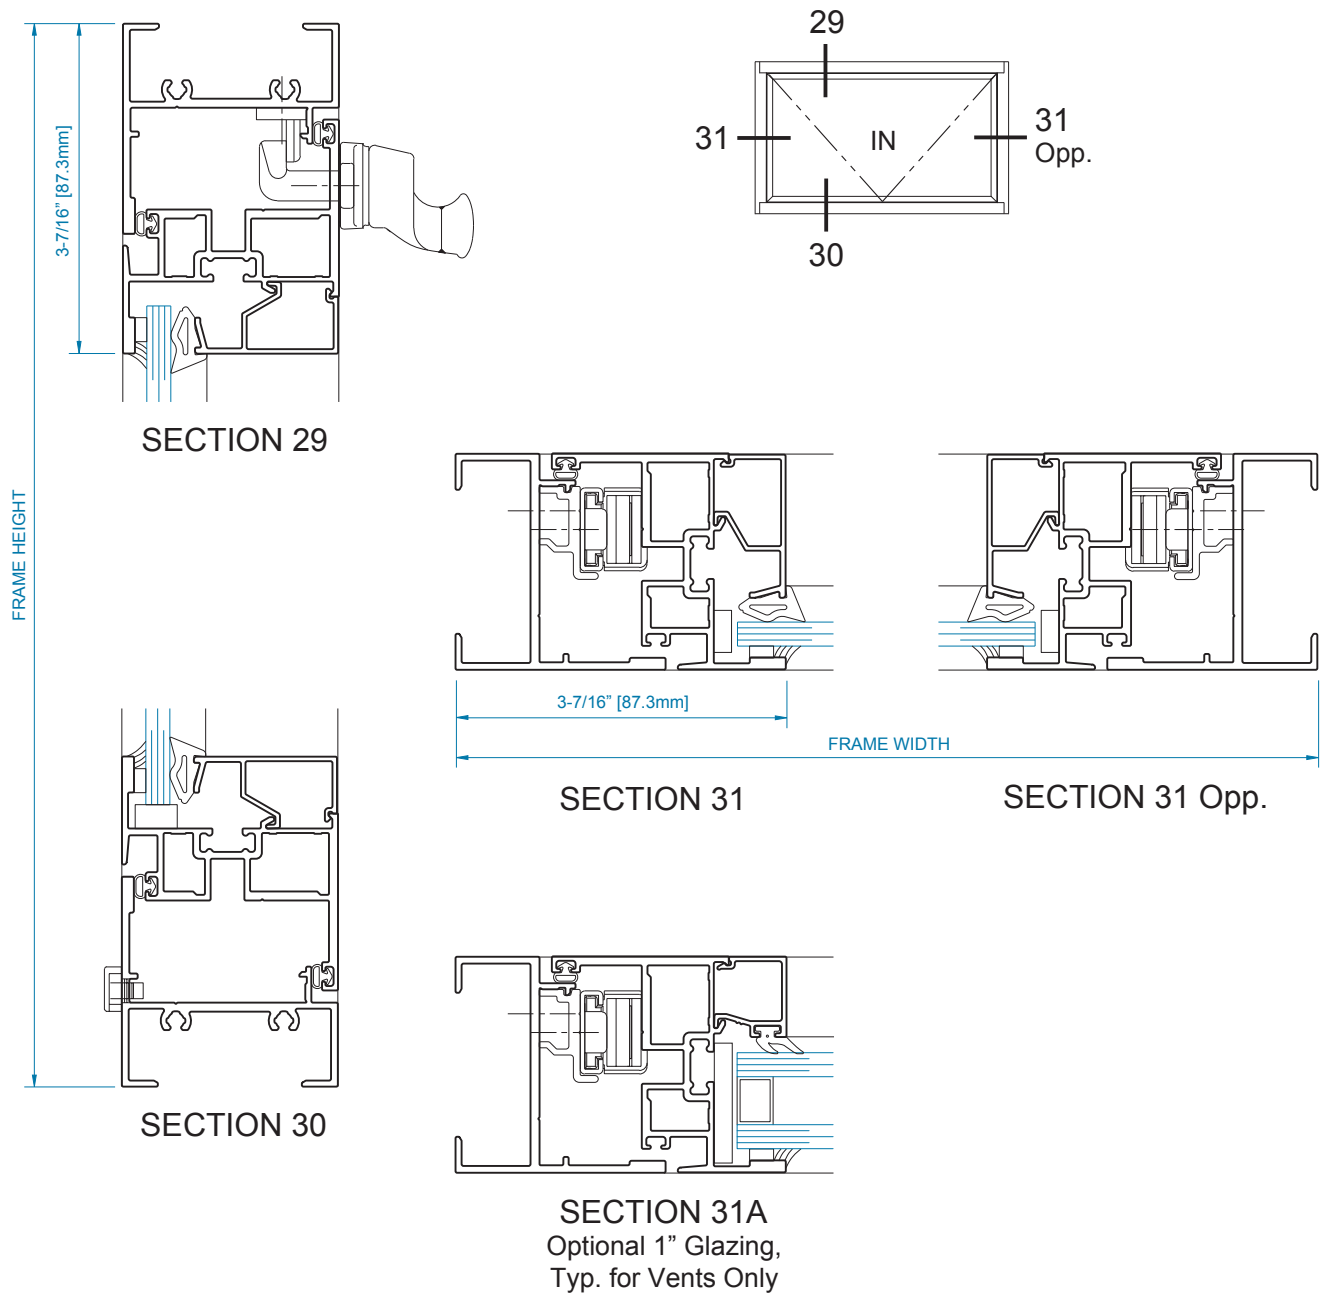 29
31
IN
31
Opp.
30
3-7/16” [87.3mm]
FRAME HEIGHT
SECTION 29
3-7/16” [87.3mm]
FRAME WIDTH
SECTION 31
SECTION 31 Opp.
SECTION 30
SECTION 31A
Optional 1” Glazing,
Typ. for Vents Only